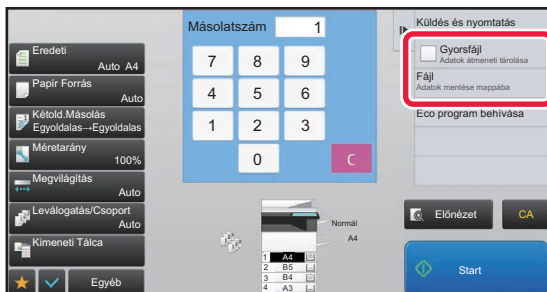 Eredeti
Auto A4
Papír Forrás
Auto
Kétold.Másolás
Egyoldalas→Egyoldalas
Méretarány
100%
Megvilágítás
Auto
Leválogatás/Csoport
Auto
Kimeneti Tálca
Egyéb
Másolatszám 1
7 8 9
4 5 6
1 2 3
0 C
Normál
A4
1 A4
2 B5
3 B4
4 A3
Küldés és nyomtatás
Gyorsfájl
Adatok átmeneti tárolása
Fájl
Adatok mentése mappába
Eco program behívása
Előnézet
CA
Start